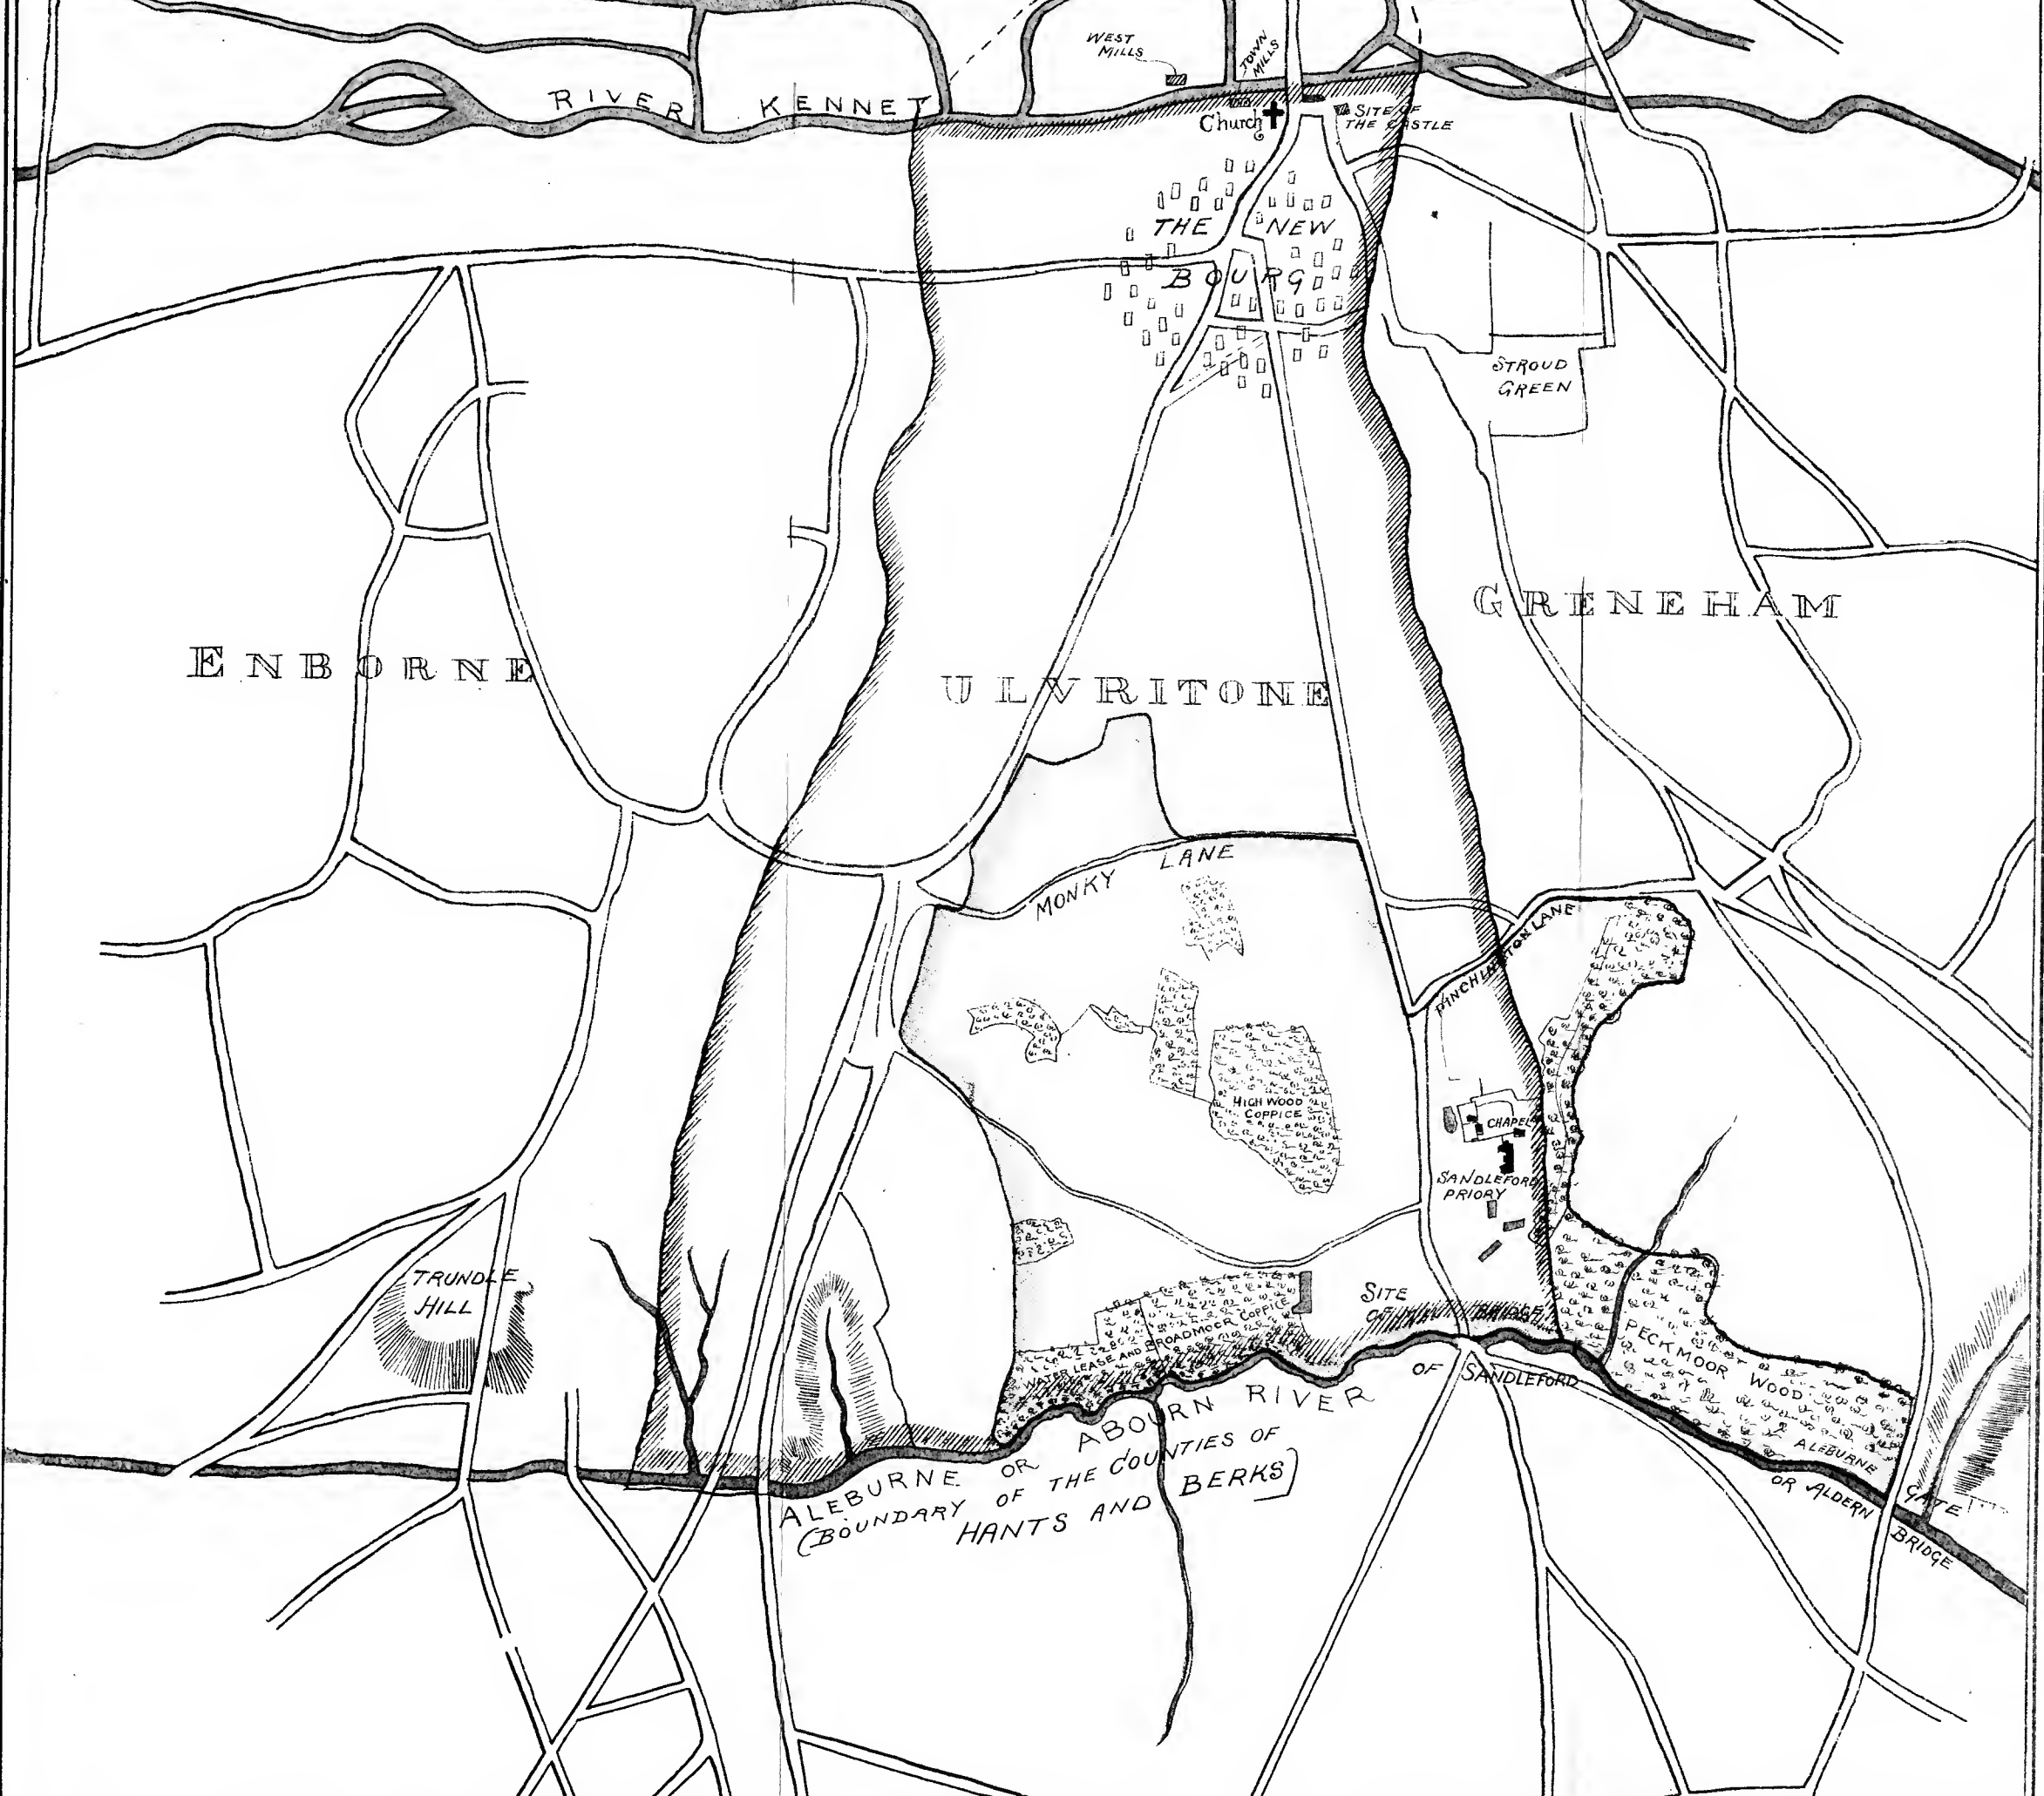 WEST
MILLS
TOWN
MILLS
RIVER KENNET
Church
SITE OF
THE CASTLE
THE NEW
BOURG
STROUD
GREEN
GRENEHAM
ENBORNE
ULVRITONE
MONKY LANE
PINCHINGTON LANE
HIGH WOOD
COPPICE
CHAPEL
SANDLEFORD
PRIORY
TRUNDLE
HILL
SITE
OF BRIDGE
OF SANDLEFORD
WATER LEASE AND BROADMOOR COPPICE
PECKMOOR WOOD
ALEBURNE GATE
OR ALDERN BRIDGE
ALEBURNE OR ABOURN RIVER
(BOUNDARY OF THE COUNTIES OF
HANTS AND BERKS)